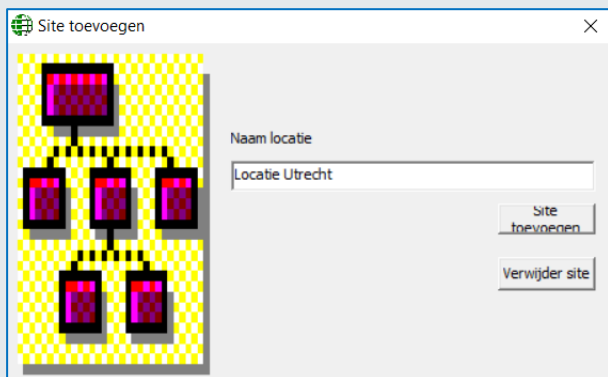 Site toevoegen
Naam locatie
Locatie Utrecht
Site
toevoegen
Verwijder site